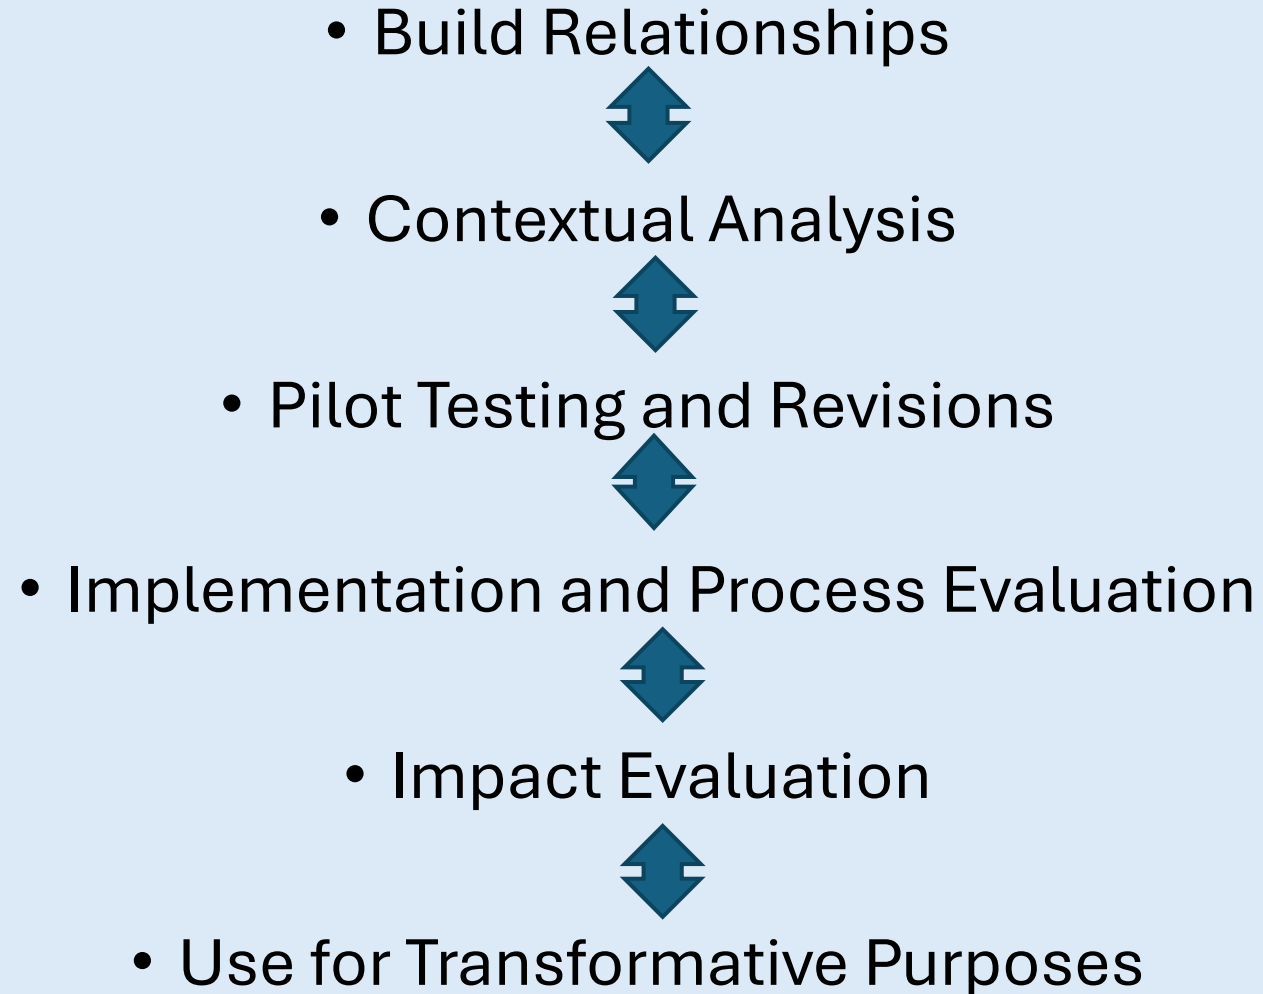 • Build Relationships
• Contextual Analysis
• Pilot Testing and Revisions
• Implementation and Process Evaluation
• Impact Evaluation
• Use for Transformative Purposes